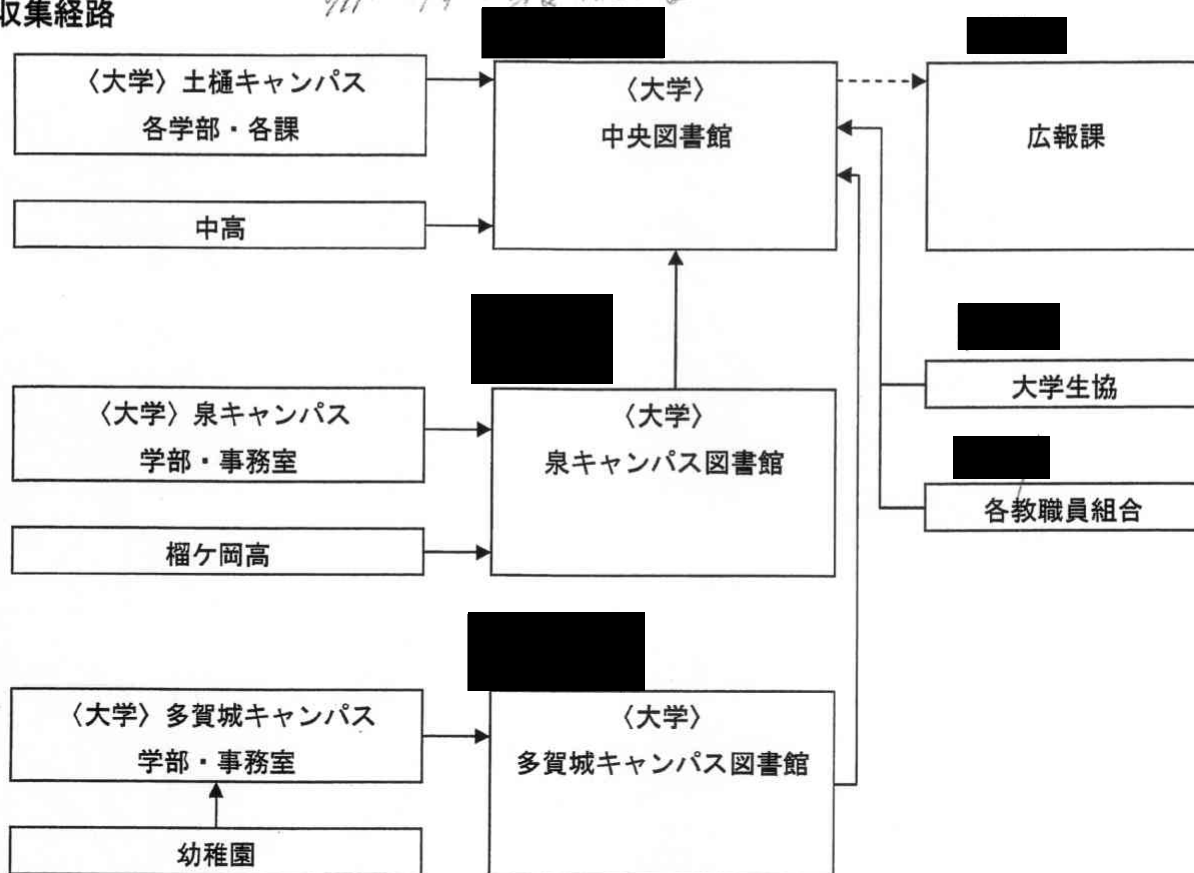 収集経路
〈大学〉土樋キャンパス
各学部・各課
中高
〈大学〉
中央図書館
広報課
大学生協
各教職員組合
〈大学〉泉キャンパス
学部・事務室
榴ケ岡高
〈大学〉
泉キャンパス図書館
〈大学〉多賀城キャンパス
学部・事務室
幼稚園
〈大学〉
多賀城キャンパス図書館